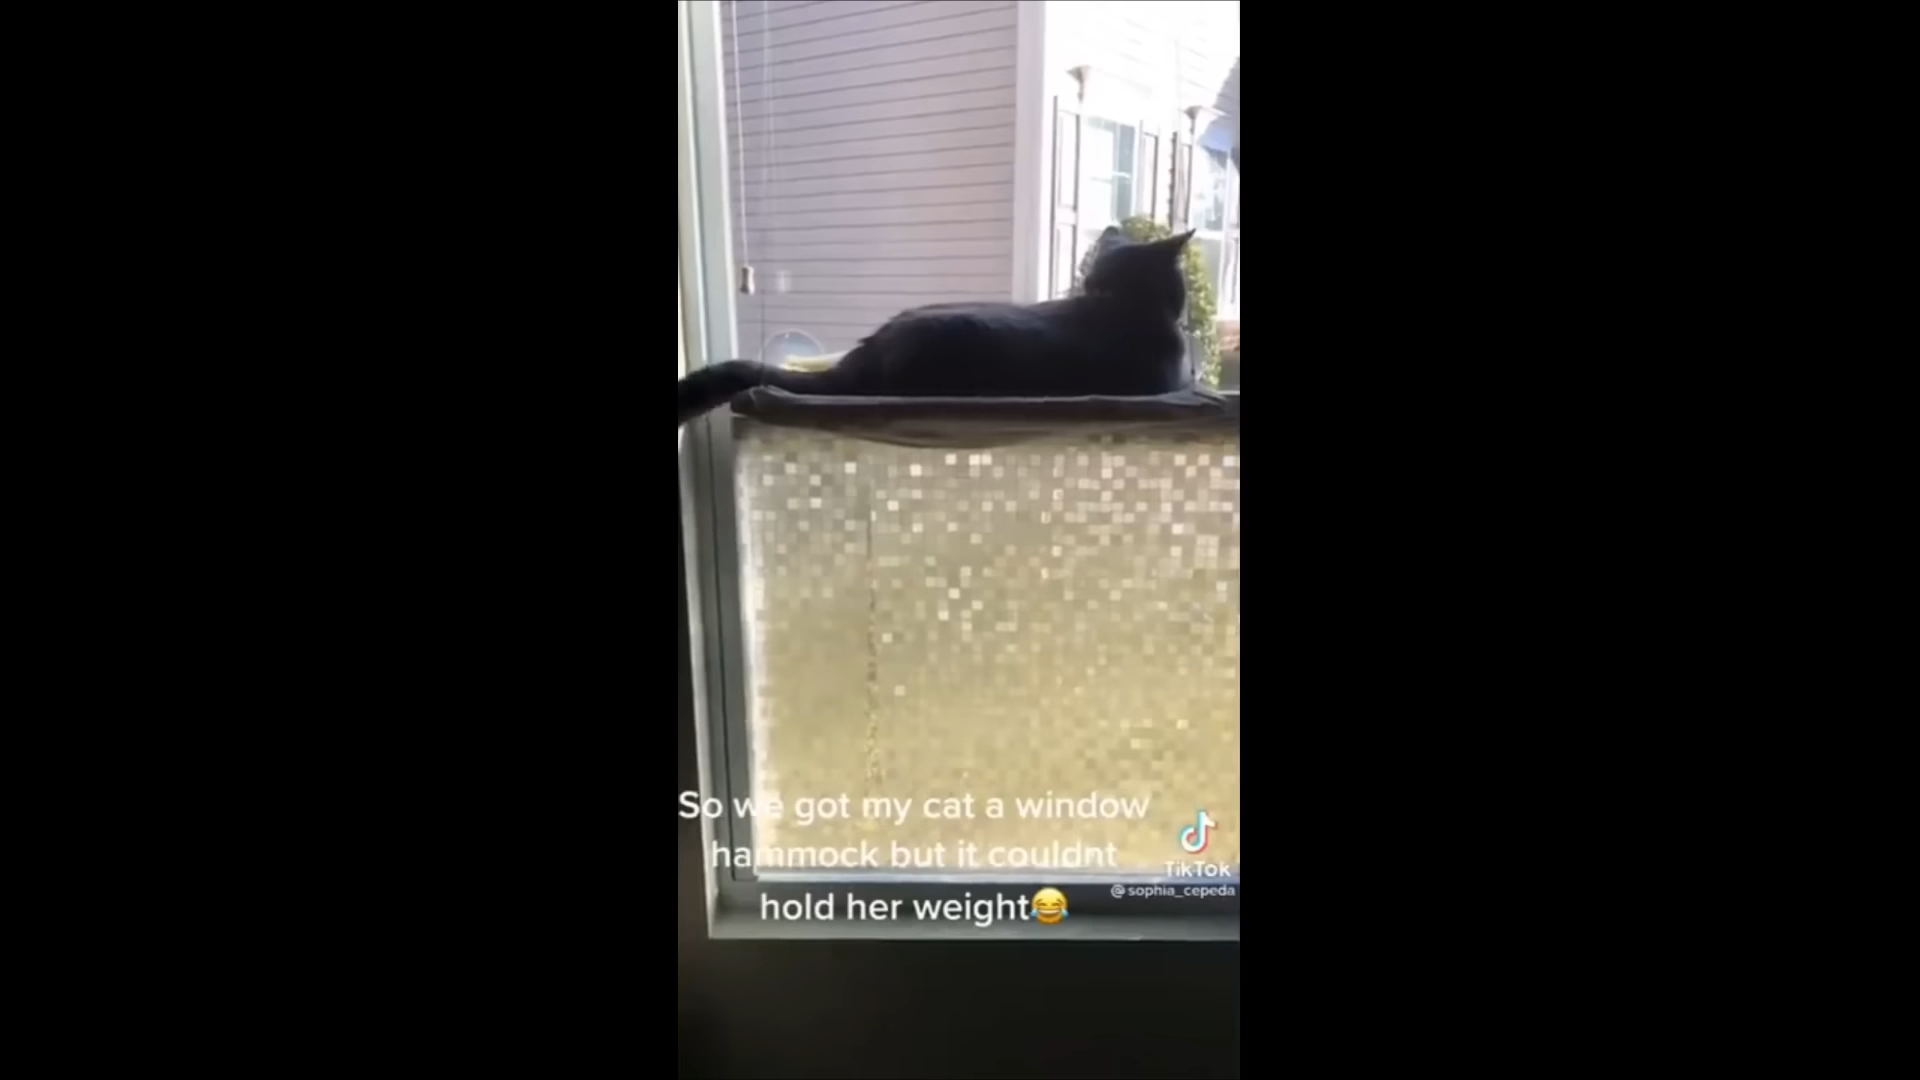 So we got my cat a window
hammock but it couldnt
hold her weight😂
TikTok
@sophia_cepeda